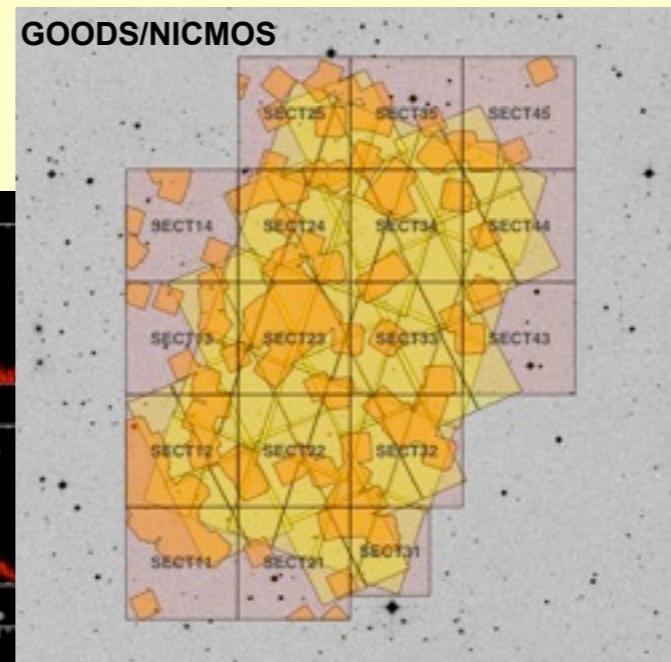 GOODS/NICMOS
SECT25 SECT35 SECT45
SECT14 SECT24 SECT34 SECT44
SECT13 SECT23 SECT33 SECT43
SECT12 SECT22 SECT32
SECT11 SECT21 SECT31